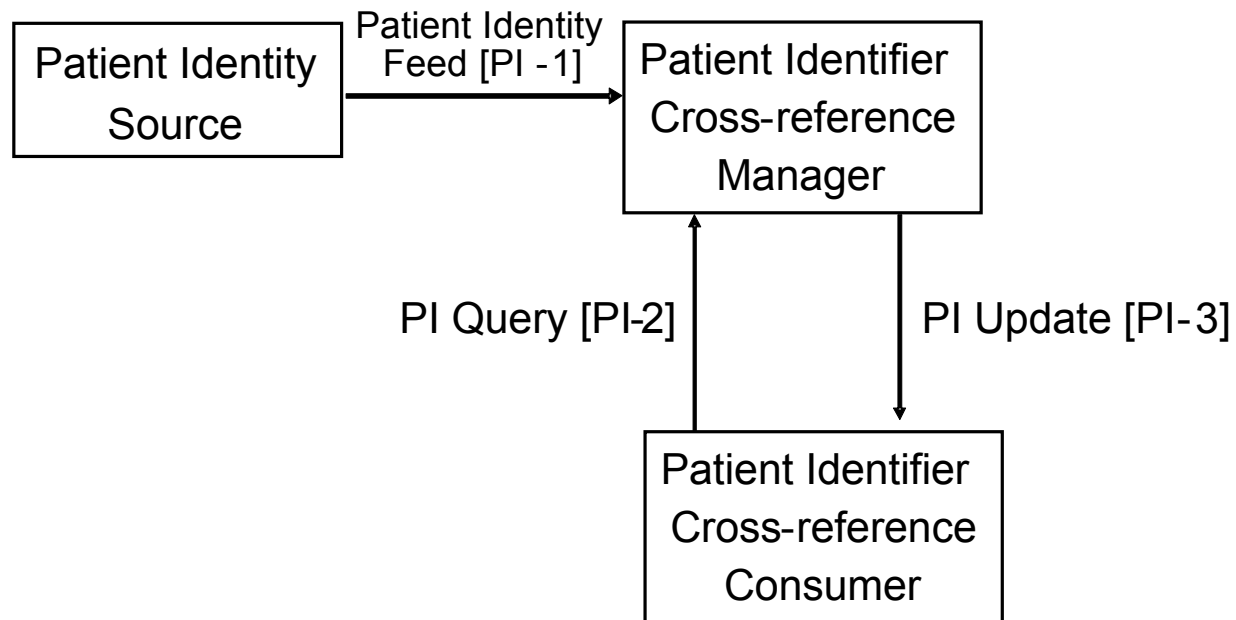 Patient Identity
Source
Patient Identity
Feed [PI -1]
Patient Identifier
Cross-reference
Manager
PI Query [PI-2]
PI Update [PI-3]
Patient Identifier
Cross-reference
Consumer